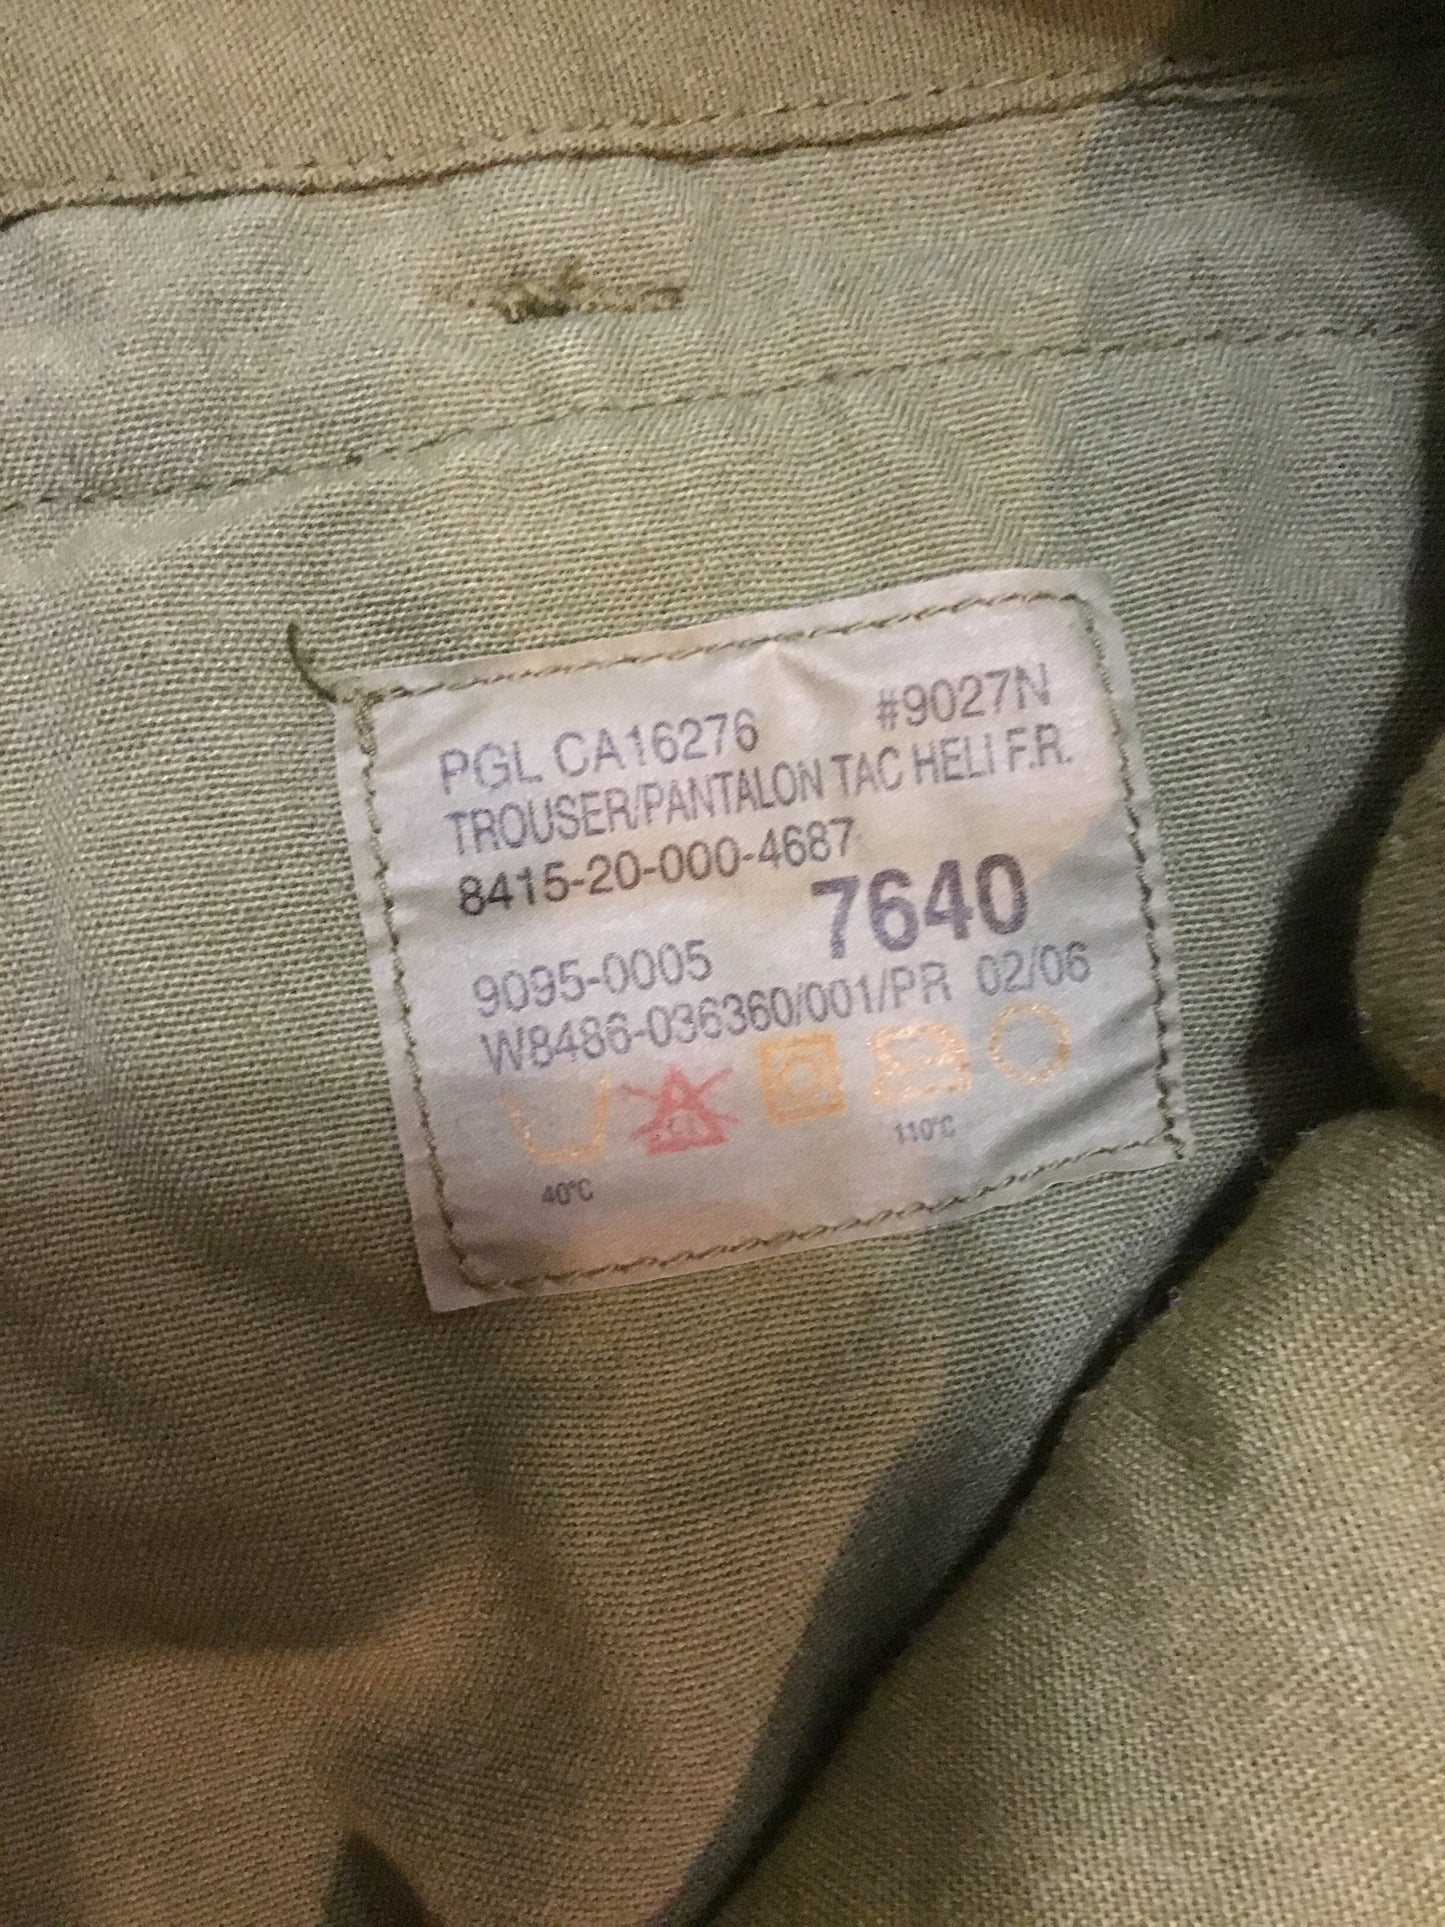 PGL CA16276 #9027N
TROUSER/PANTALON TAC HELI F.R.
8415-20-000-4687
7640
9095-0005
W8486-036360/001/PR 02/06
40°C
110°C